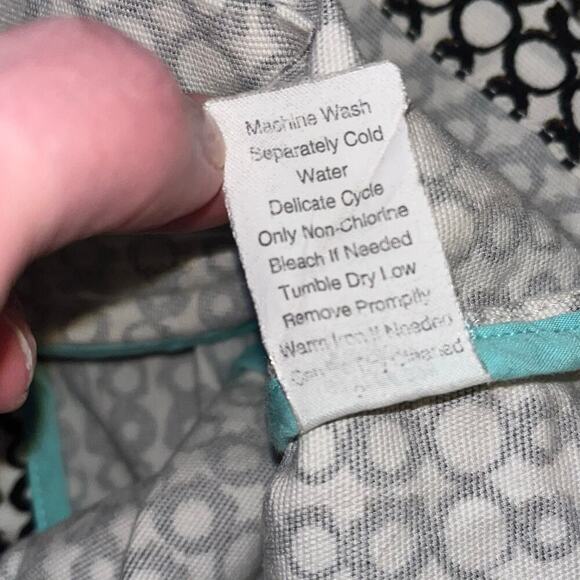 Machine Wash
Separately Cold
Water
Delicate Cycle
Only Non-Chlorine
Bleach If Needed
Tumble Dry Low
Remove Promptly
Warm Iron If Needed